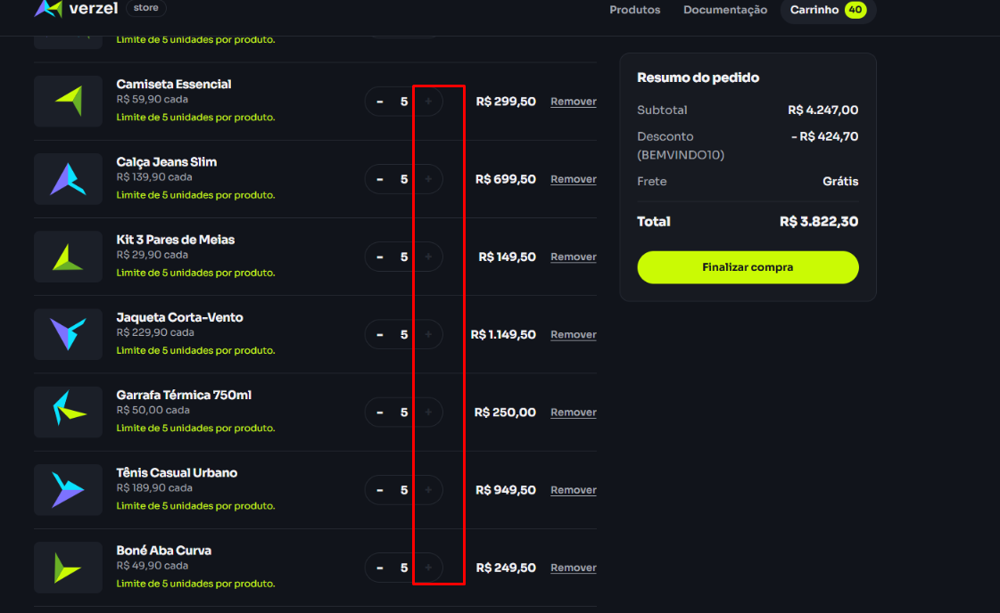 verzel store Produtos Documentação Carrinho 40
Limite de 5 unidades por produto.
Camiseta Essencial
R$ 59,90 cada
Limite de 5 unidades por produto.
- 5 + R$ 299,50 Remover
Calça Jeans Slim
R$ 139,90 cada
Limite de 5 unidades por produto.
- 5 + R$ 699,50 Remover
Kit 3 Pares de Meias
R$ 29,90 cada
Limite de 5 unidades por produto.
- 5 + R$ 149,50 Remover
Jaqueta Corta-Vento
R$ 229,90 cada
Limite de 5 unidades por produto.
- 5 + R$ 1.149,50 Remover
Garrafa Térmica 750ml
R$ 50,00 cada
Limite de 5 unidades por produto.
- 5 + R$ 250,00 Remover
Tênis Casual Urbano
R$ 189,90 cada
Limite de 5 unidades por produto.
- 5 + R$ 949,50 Remover
Boné Aba Curva
R$ 49,90 cada
Limite de 5 unidades por produto.
- 5 + R$ 249,50 Remover
Resumo do pedido
Subtotal R$ 4.247,00
Desconto - R$ 424,70
(BEMVINDO10)
Frete Grátis
Total R$ 3.822,30
Finalizar compra